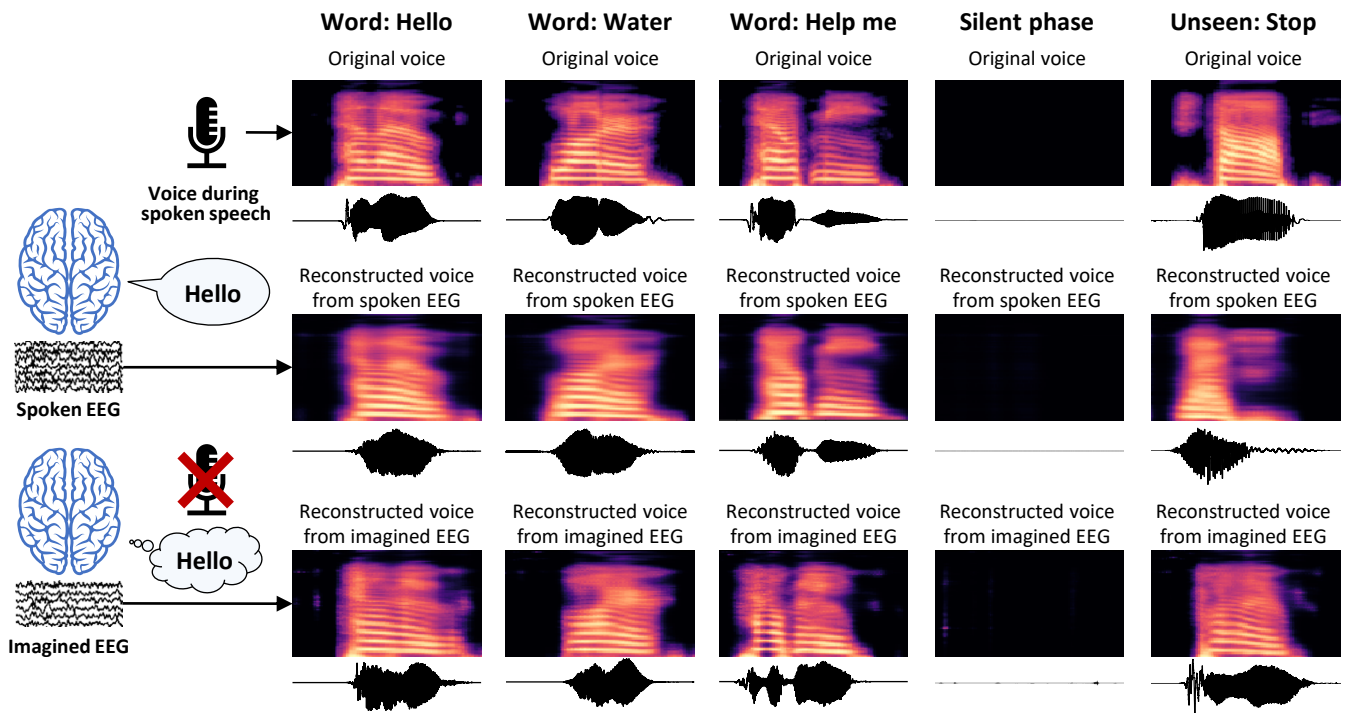 Word: Hello
Word: Water
Word: Help me
Silent phase
Unseen: Stop
Original voice
Original voice
Original voice
Original voice
Original voice
Voice during
spoken speech
Hello
Reconstructed voice
from spoken EEG
Reconstructed voice
from spoken EEG
Reconstructed voice
from spoken EEG
Reconstructed voice
from spoken EEG
Reconstructed voice
from spoken EEG
Spoken EEG
Hello
Reconstructed voice
from imagined EEG
Reconstructed voice
from imagined EEG
Reconstructed voice
from imagined EEG
Reconstructed voice
from imagined EEG
Reconstructed voice
from imagined EEG
Imagined EEG